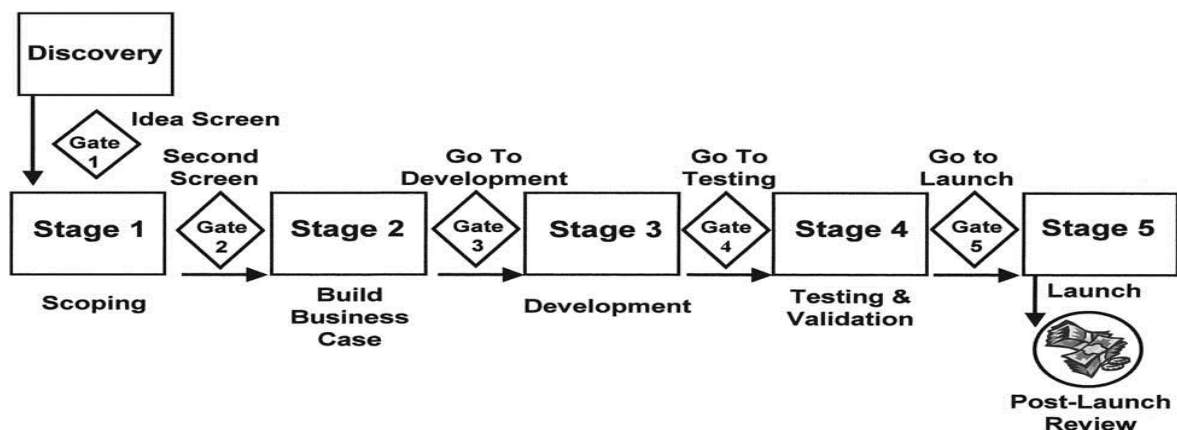 Discovery
Idea Screen
Gate
1
Second
Screen
Go To
Development
Go To
Testing
Go to
Launch
Stage 1
Gate
2
Stage 2
Gate
3
Stage 3
Gate
4
Stage 4
Gate
5
Stage 5
Scoping
Build
Business
Case
Development
Testing &
Validation
Launch
Post-Launch
Review